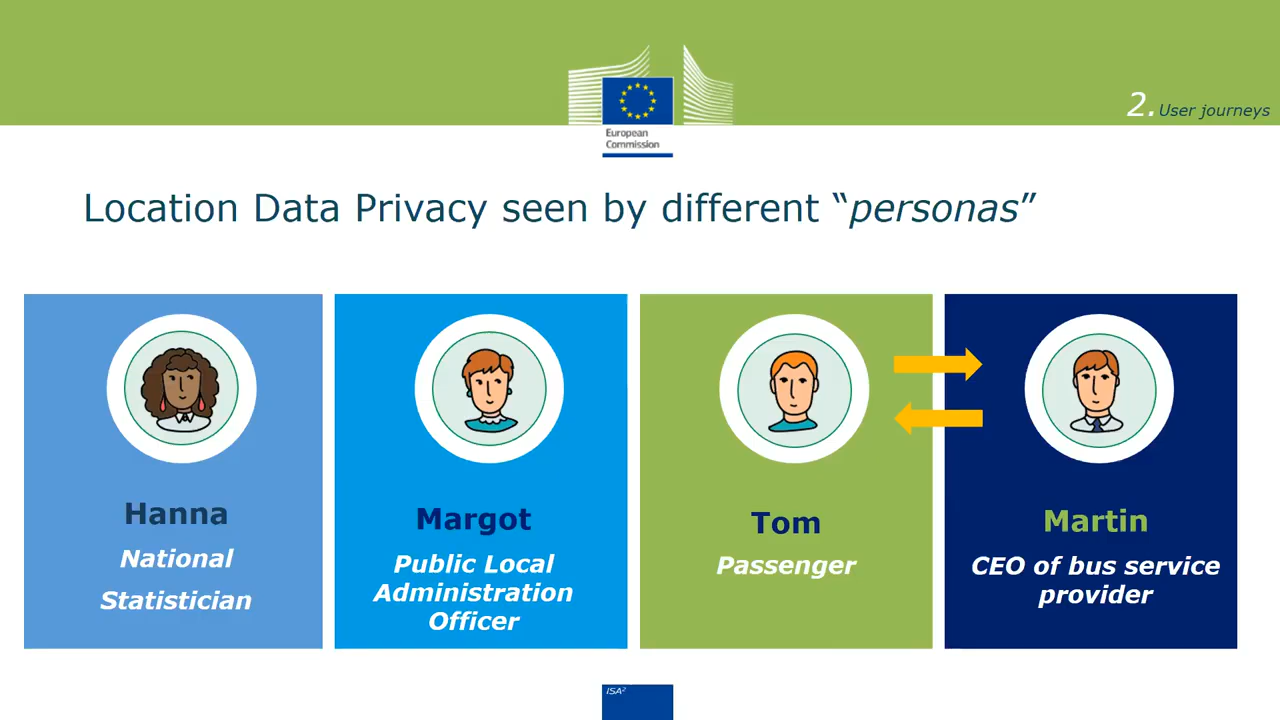 European
Commission
2. User journeys
Location Data Privacy seen by different “personas”
Hanna
National
Statistician
Margot
Public Local
Administration
Officer
Tom
Passenger
Martin
CEO of bus service
provider
ISA²